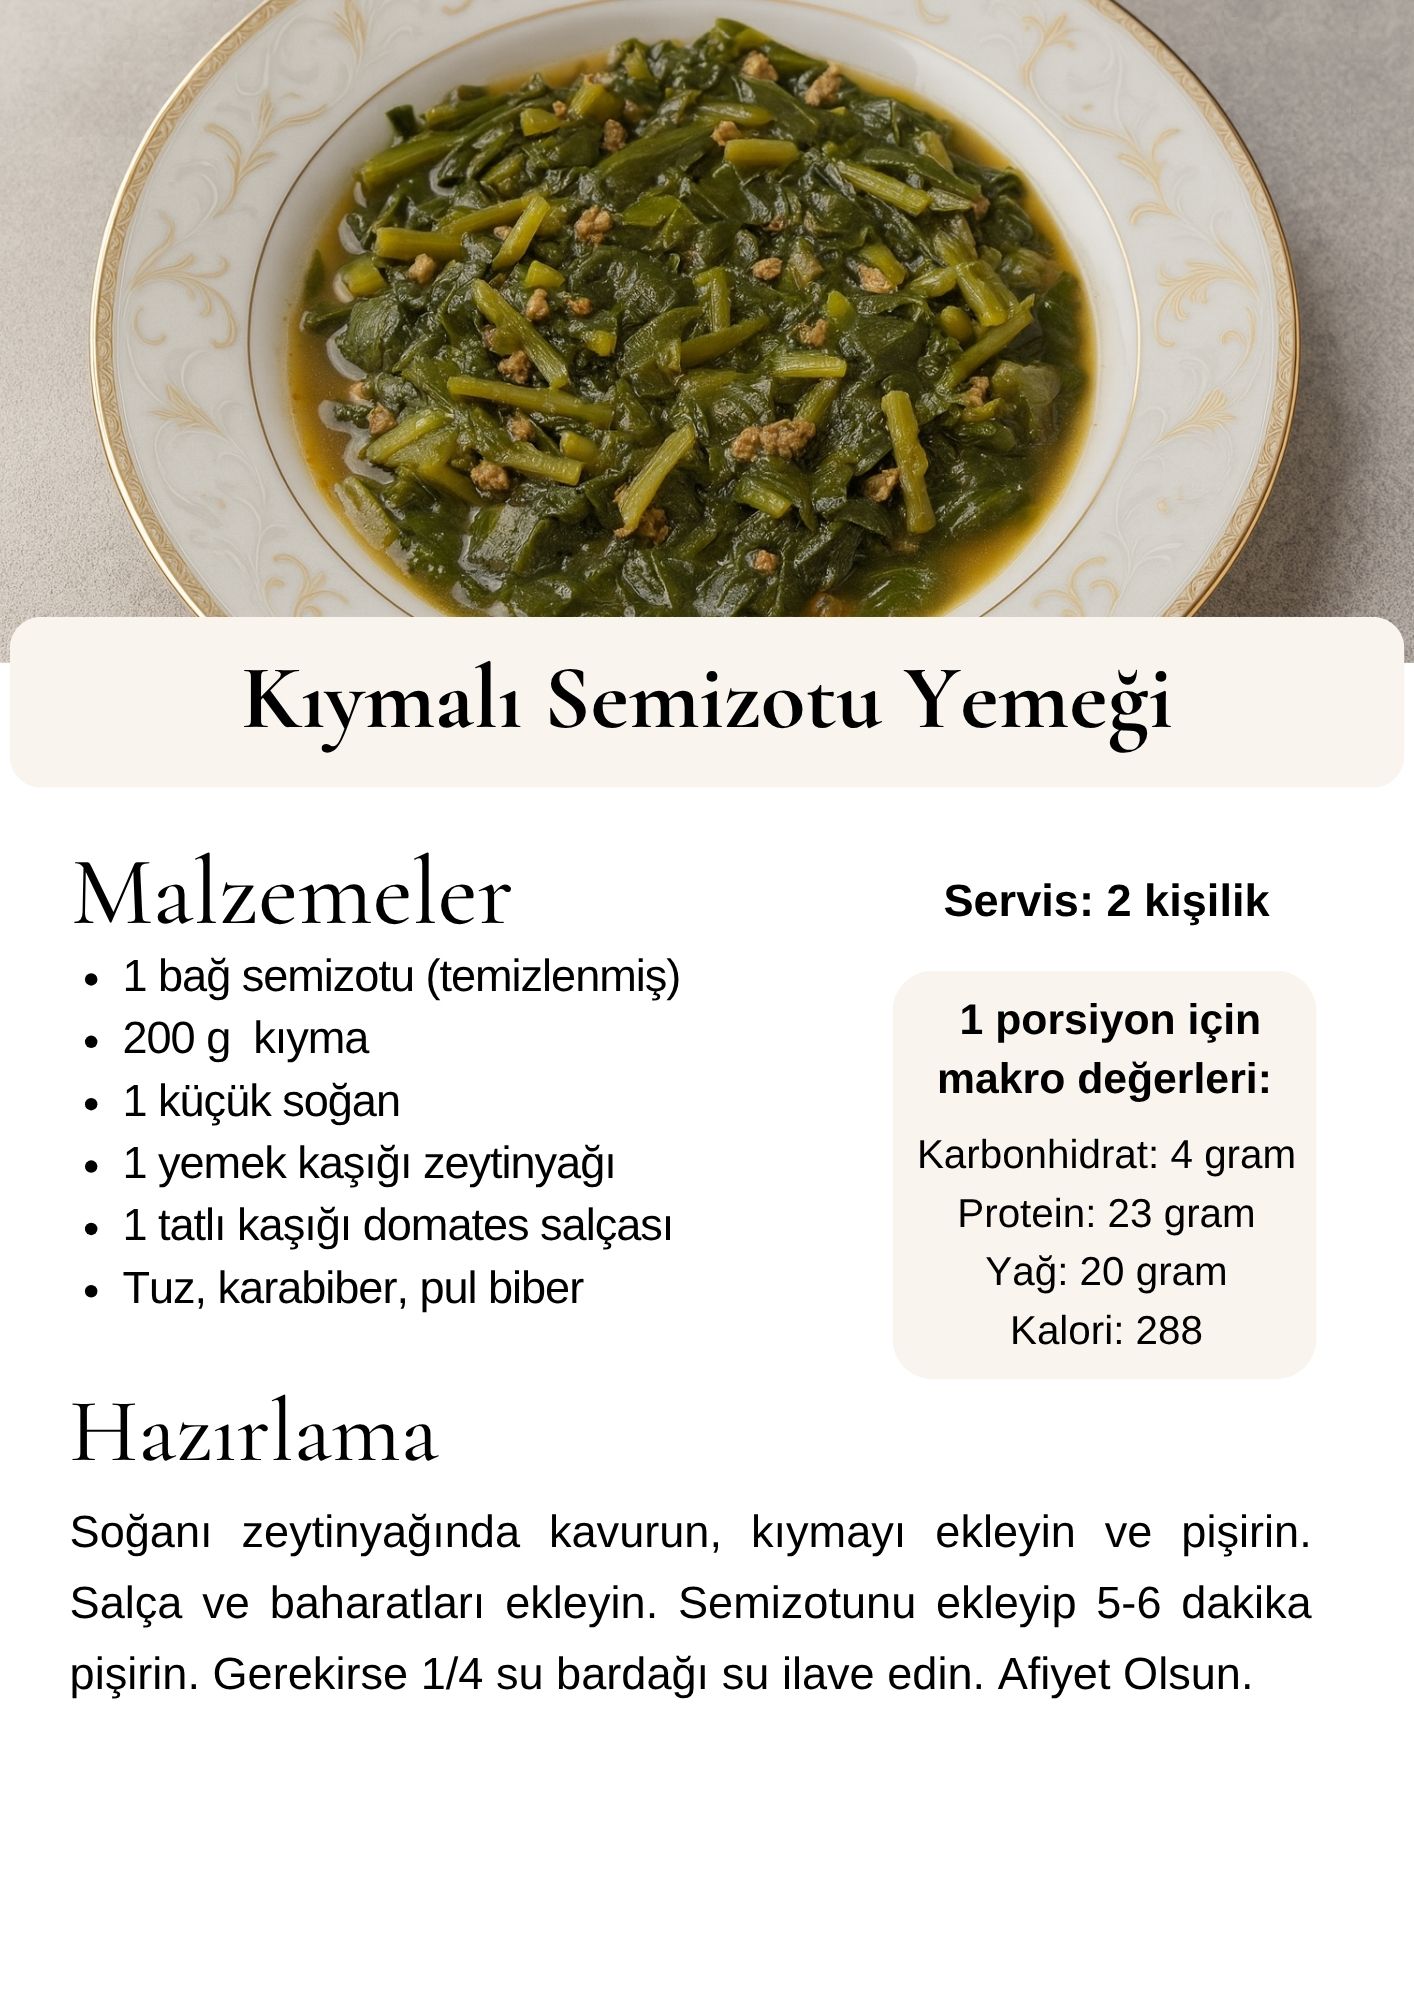 Kıymalı Semizotu Yemeği
Malzemeler
• 1 bağ semizotu (temizlenmiş)
• 200 g  kıyma
• 1 küçük soğan
• 1 yemek kaşığı zeytinyağı
• 1 tatlı kaşığı domates salçası
• Tuz, karabiber, pul biber
Servis: 2 kişilik
1 porsiyon için
makro değerleri:
Karbonhidrat: 4 gram
Protein: 23 gram
Yağ: 20 gram
Kalori: 288
Hazırlama
Soğanı zeytinyağında kavurun, kıymayı ekleyin ve pişirin.
Salça ve baharatları ekleyin. Semizotunu ekleyip 5-6 dakika
pişirin. Gerekirse 1/4 su bardağı su ilave edin. Afiyet Olsun.